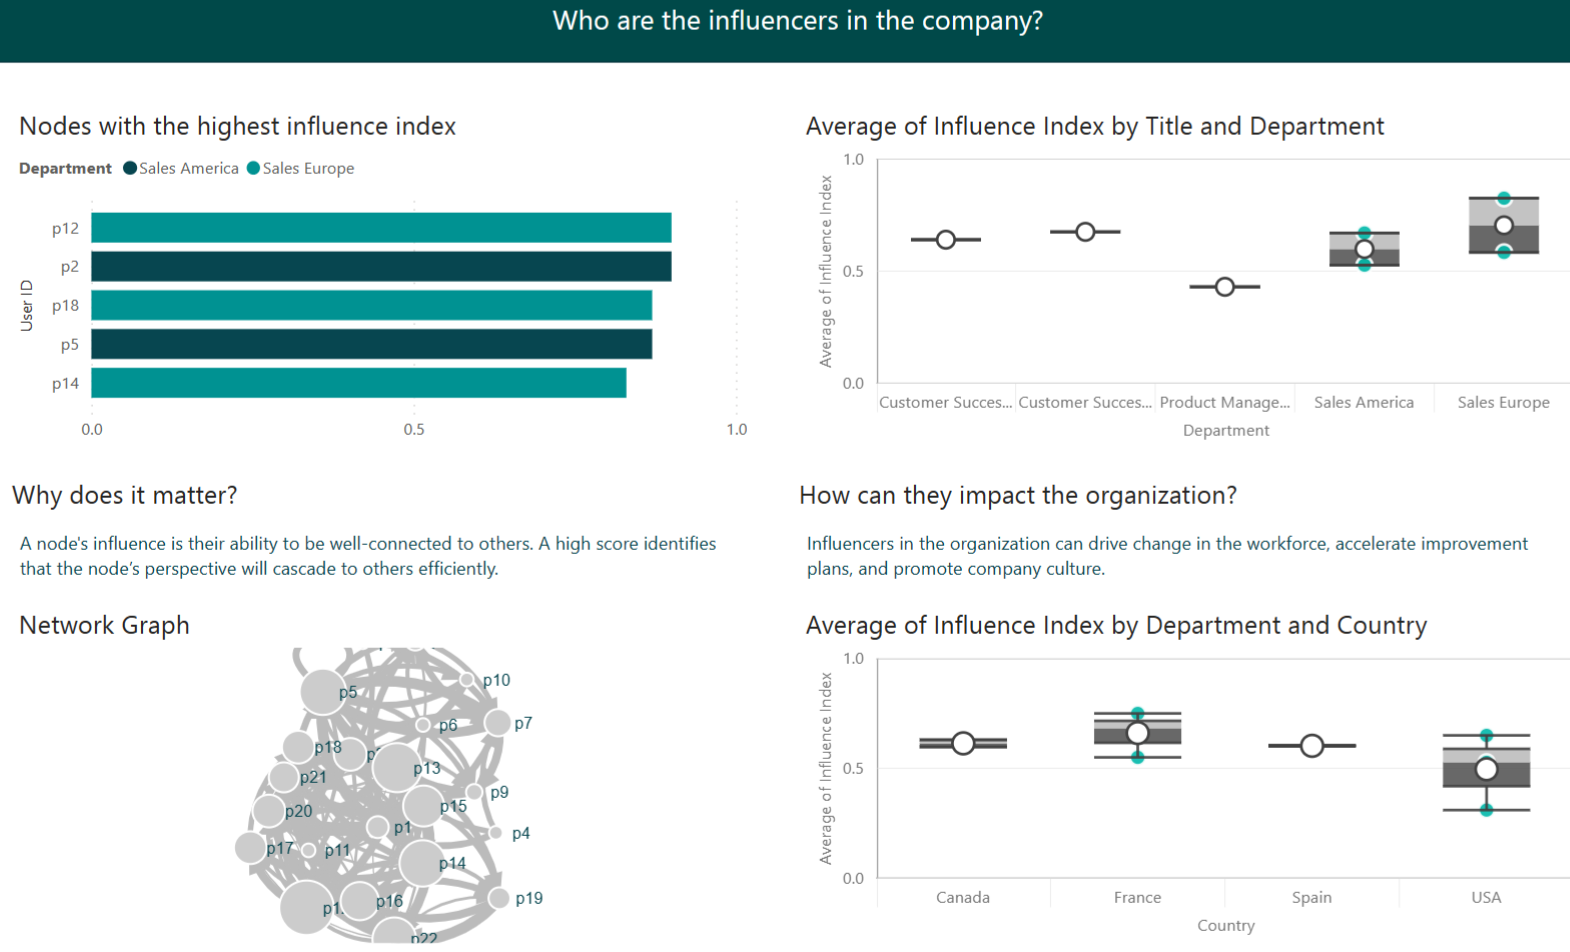 Who are the influencers in the company?
Nodes with the highest influence index
Department Sales America Sales Europe
User ID
p12
p2
p18
p5
p14
0.0 0.5 1.0
Average of Influence Index by Title and Department
Average of Influence Index
1.0
0.5
0.0
Customer Succes... Customer Succes... Product Manage... Sales America Sales Europe
Department
Why does it matter?
A node's influence is their ability to be well-connected to others. A high score identifies
that the node’s perspective will cascade to others efficiently.
How can they impact the organization?
Influencers in the organization can drive change in the workforce, accelerate improvement
plans, and promote company culture.
Network Graph
p5
p10
p6
p7
p18
p13
p21
p9
p15
p20
p1
p4
p17
p11
p14
p1.
p16
p19
p22
Average of Influence Index by Department and Country
Average of Influence Index
1.0
0.5
0.0
Canada France Spain USA
Country